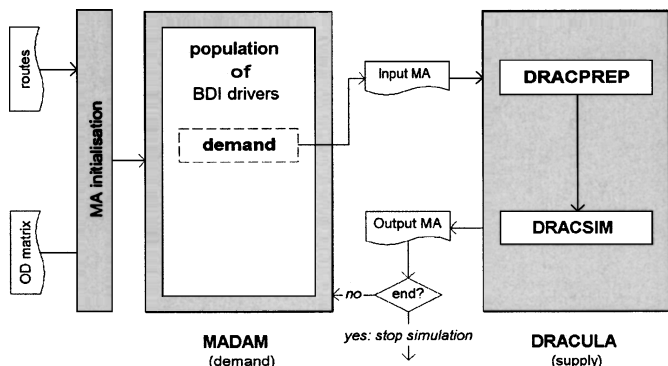 routes
OD matrix
MA initialisation
population
of
BDI drivers
demand
MADAM
(demand)
Input MA
Output MA
end?
no
yes: stop simulation
DRACPREP
DRACSIM
DRACULA
(supply)